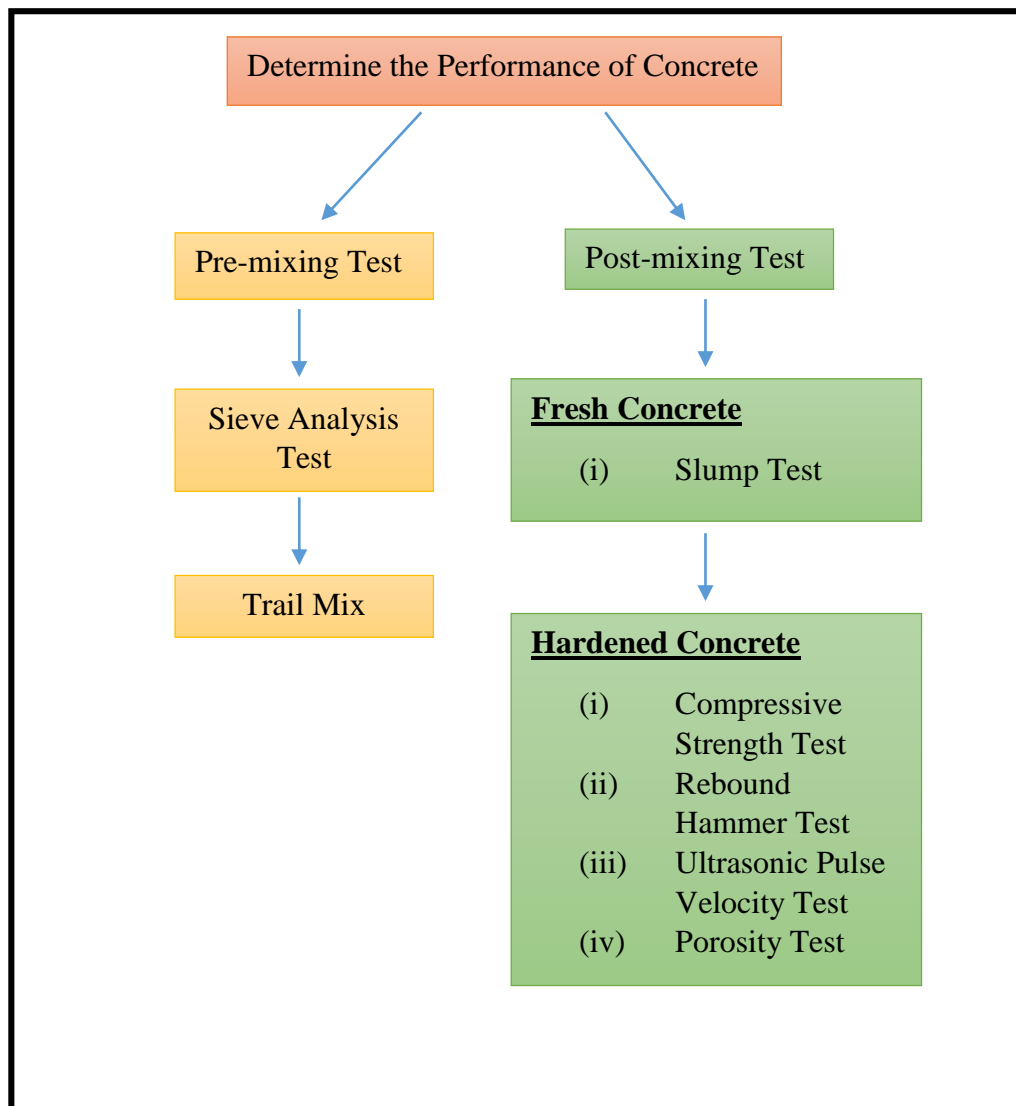 Determine the Performance of Concrete
Pre-mixing Test
Sieve Analysis
Test
Trail Mix
Post-mixing Test
Fresh Concrete
(i) Slump Test
Hardened Concrete
(i) Compressive
Strength Test
(ii) Rebound
Hammer Test
(iii) Ultrasonic Pulse
Velocity Test
(iv) Porosity Test